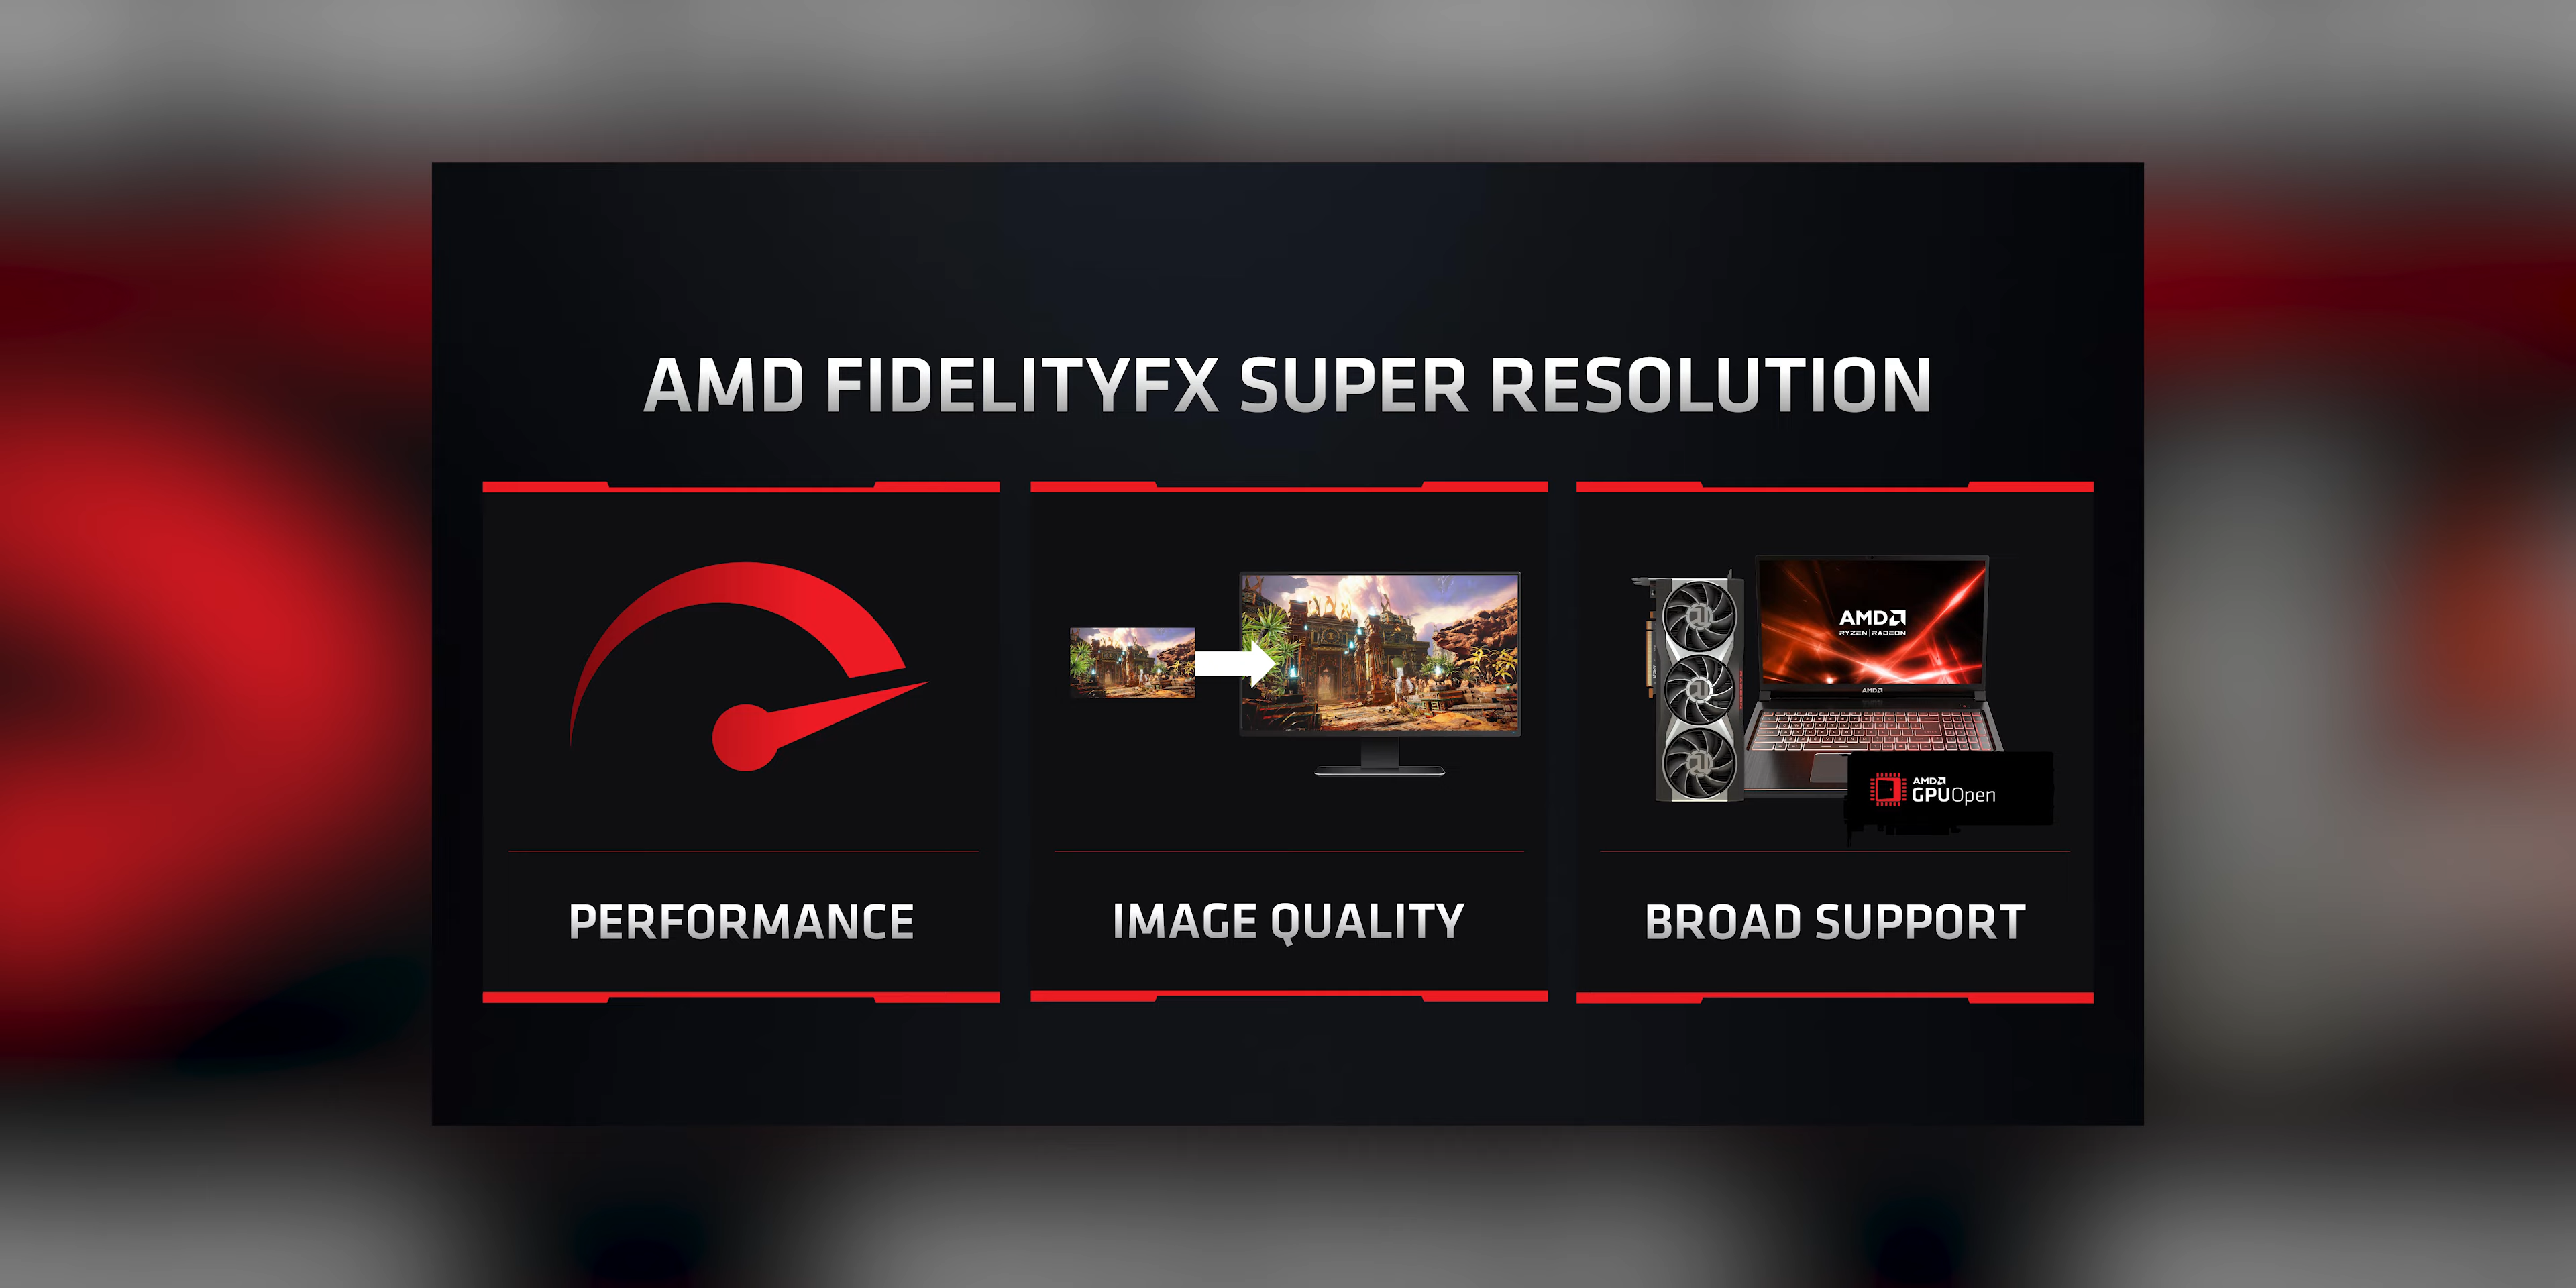 AMD FIDELITYFX SUPER RESOLUTION
PERFORMANCE
IMAGE QUALITY
AMD
RYZEN | RADEON
AMD
AMD
GPUOpen
BROAD SUPPORT